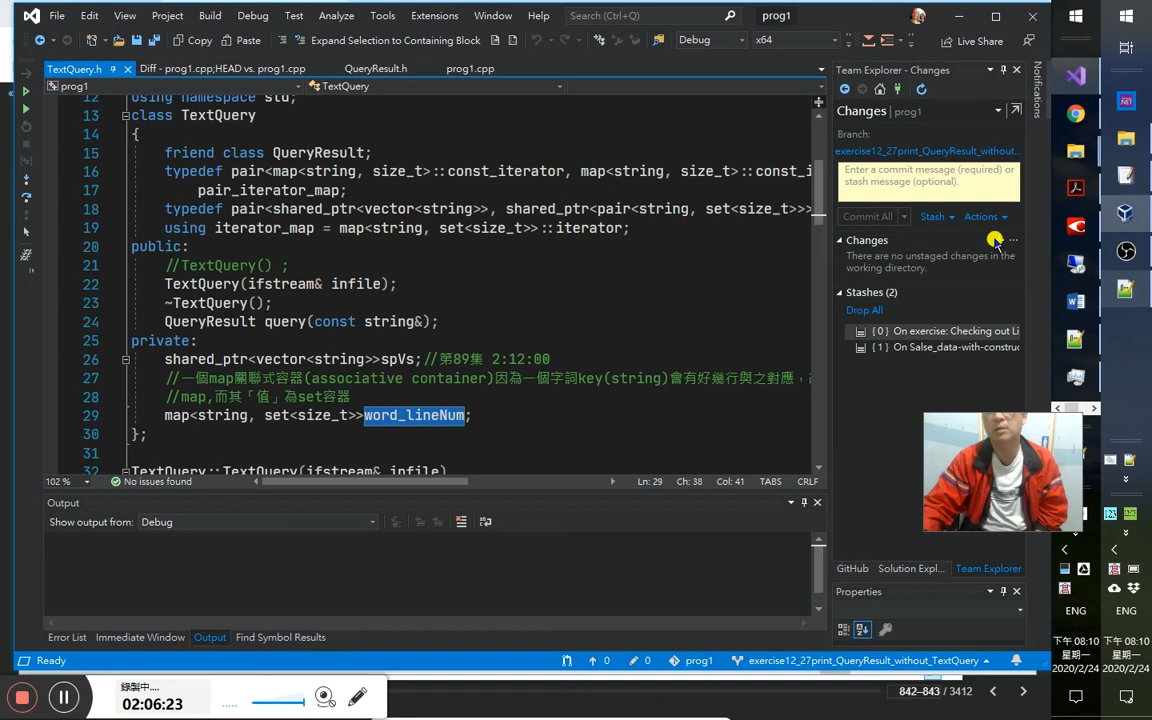 File Edit View Project Build Debug Test Analyze Tools Extensions Window Help Search (Ctrl+Q) prog1
Copy Paste Expand Selection to Containing Block Debug x64 Live Share
TextQuery.h Diff - prog1.cpp;HEAD vs. prog1.cpp QueryResult.h prog1.cpp
prog1 TextQuery
12 using namespace std;
13 class TextQuery
14 {
15 friend class QueryResult;
16 typedef pair<map<string, size_t>::const_iterator, map<string, size_t>::const_i
17 pair_iterator_map;
18 typedef pair<shared_ptr<vector<string>>, shared_ptr<pair<string, set<size_t>>>
19 using iterator_map = map<string, set<size_t>>::iterator;
20 public:
21 //TextQuery() ;
22 TextQuery(ifstream& infile);
23 ~TextQuery();
24 QueryResult query(const string&);
25 private:
26 shared_ptr<vector<string>>spVs;//第89集 2:12:00
27 //一個map關聯式容器(associative container)因為一個字詞key(string)會有好幾行與之對應，
28 //map,而其「值」為set容器
29 map<string, set<size_t>>word_lineNum;
30 };
31
32 TextQuery::TextQuery(ifstream& infile)
102 % No issues found Ln: 29 Ch: 38 Col: 41 TABS CRLF
Output
Show output from: Debug
Error List Immediate Window Output Find Symbol Results
Ready 0 0 prog1 exercise12_27print_QueryResult_without_TextQuery
Team Explorer - Changes
Changes | prog1
Branch:
exercise12_27print_QueryResult_without...
Enter a commit message (required) or
stash message (optional).
Commit All Stash Actions
Changes ...
There are no unstaged changes in the
working directory.
Stashes (2)
Drop All
{ 0 } On exercise: Checking out Li
{ 1 } On Salse_data-with-construc
GitHub Solution Expl... Team Explorer
Properties
Notifications
ENG
下午 08:10
星期一
2020/2/24
ENG
下午 08:10
星期一
2020/2/24
錄製中....
02:06:23
842–843 / 3412